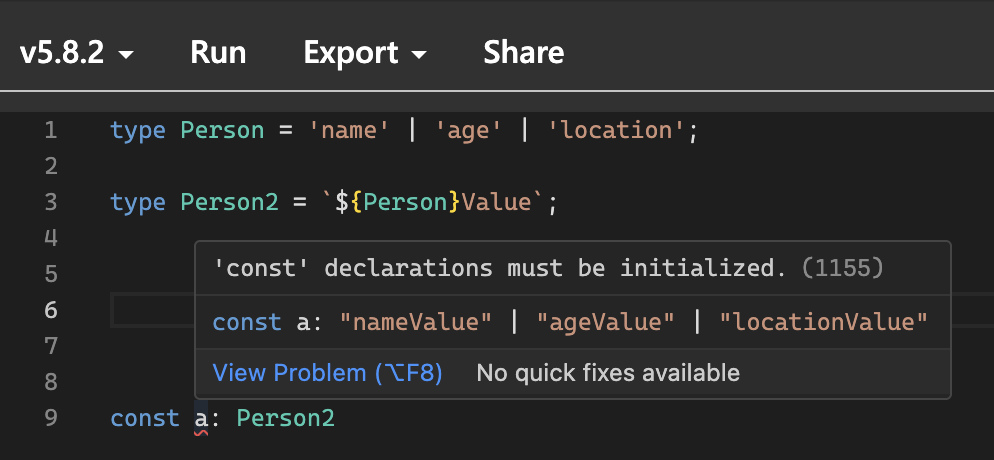 v5.8.2 Run Export Share
1 type Person = 'name' | 'age' | 'location';
2
3 type Person2 = `${Person}Value`;
4
'const' declarations must be initialized. (1155)
5
6
const a: "nameValue" | "ageValue" | "locationValue"
7
View Problem (⌥F8) No quick fixes available
8
9 const a: Person2